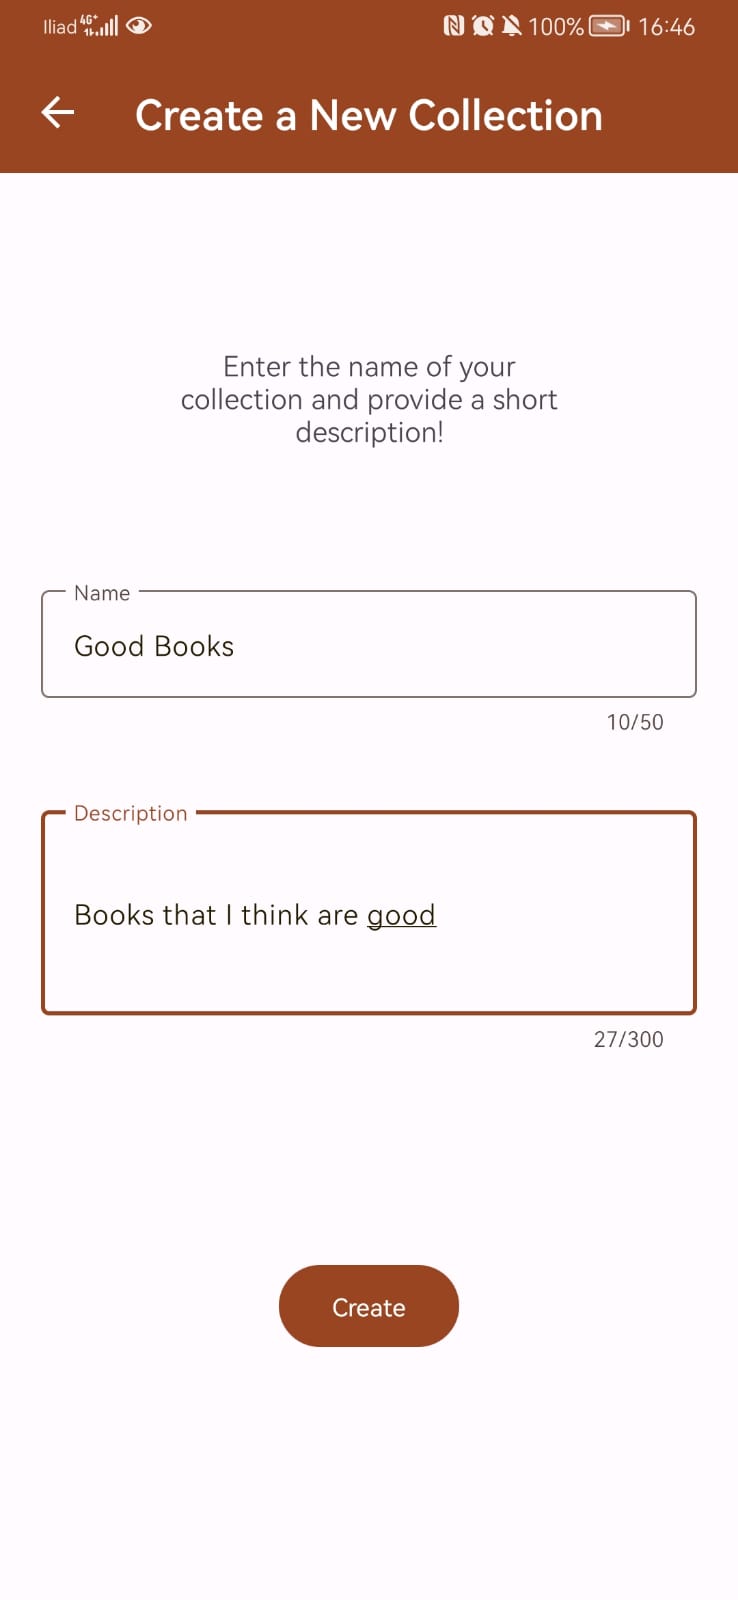 Iliad 4G+ 100% 16:46
Create a New Collection
Enter the name of your
collection and provide a short
description!
Name
Good Books
10/50
Description
Books that I think are good
27/300
Create